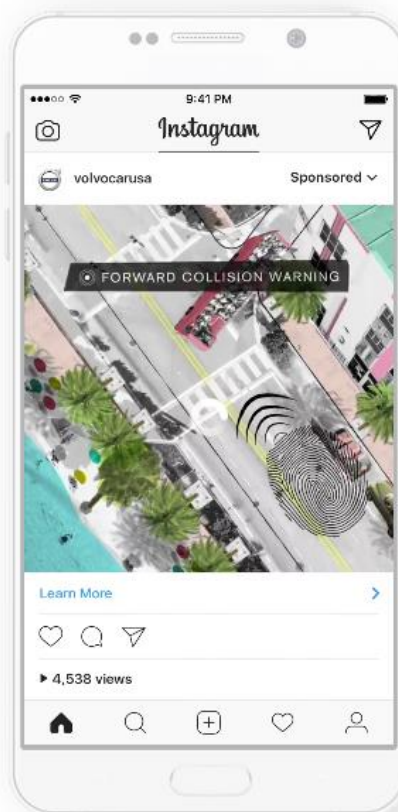 9:41 PM
Instagram
volvocarusa Sponsored
FORWARD COLLISION WARNING
Learn More
4,538 views